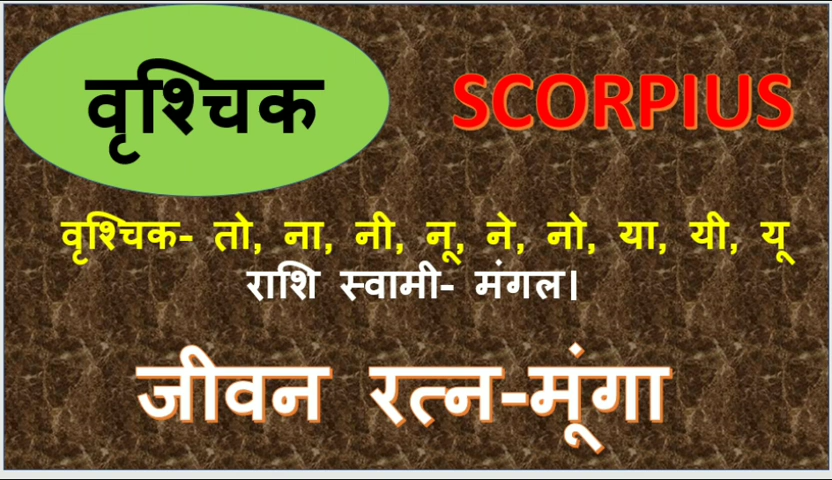 वृश्चिक
SCORPIUS
वृश्चिक- तो, ना, नी, नू, ने, नो, या, यी, यू
राशि स्वामी- मंगल।
जीवन रत्न-मूंगा